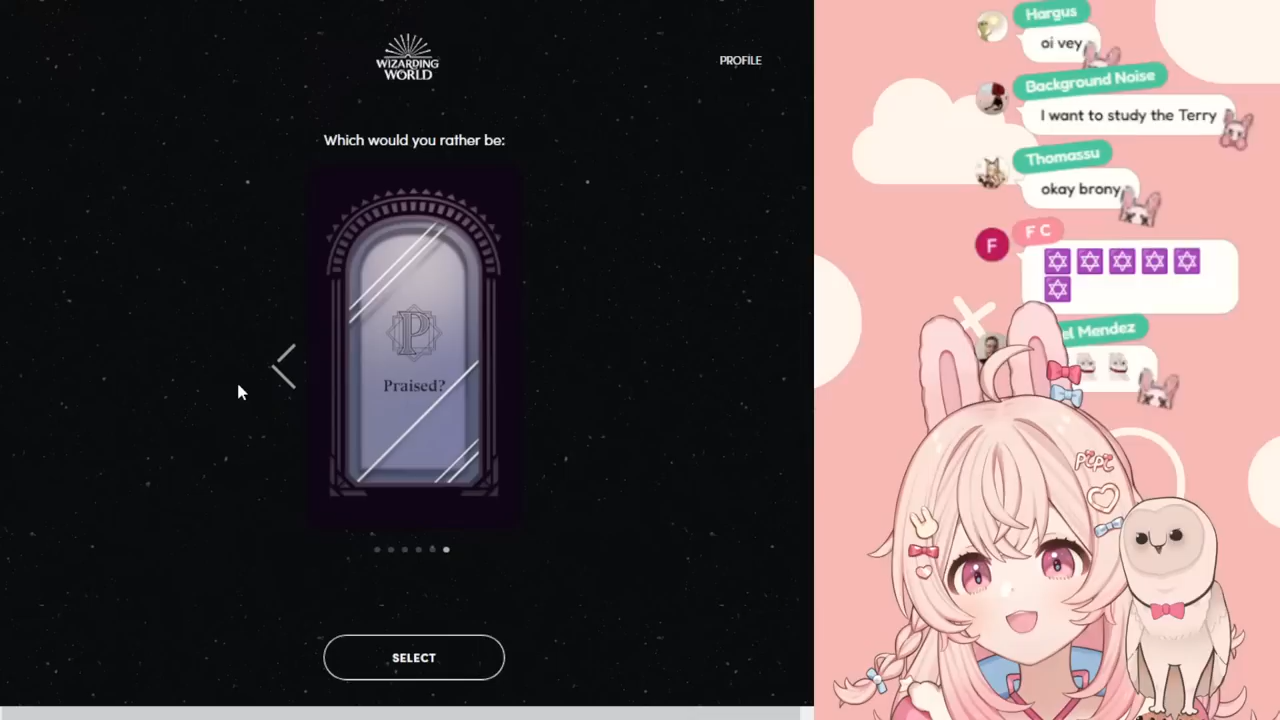 WIZARDING
WORLD
PROFILE
Which would you rather be:
P
Praised?
SELECT
Hargus
oi vey
Background Noise
I want to study the Terry
Thomassu
okay brony
F
F C
🔯🔯🔯🔯🔯
🔯
el Mendez
PiPi